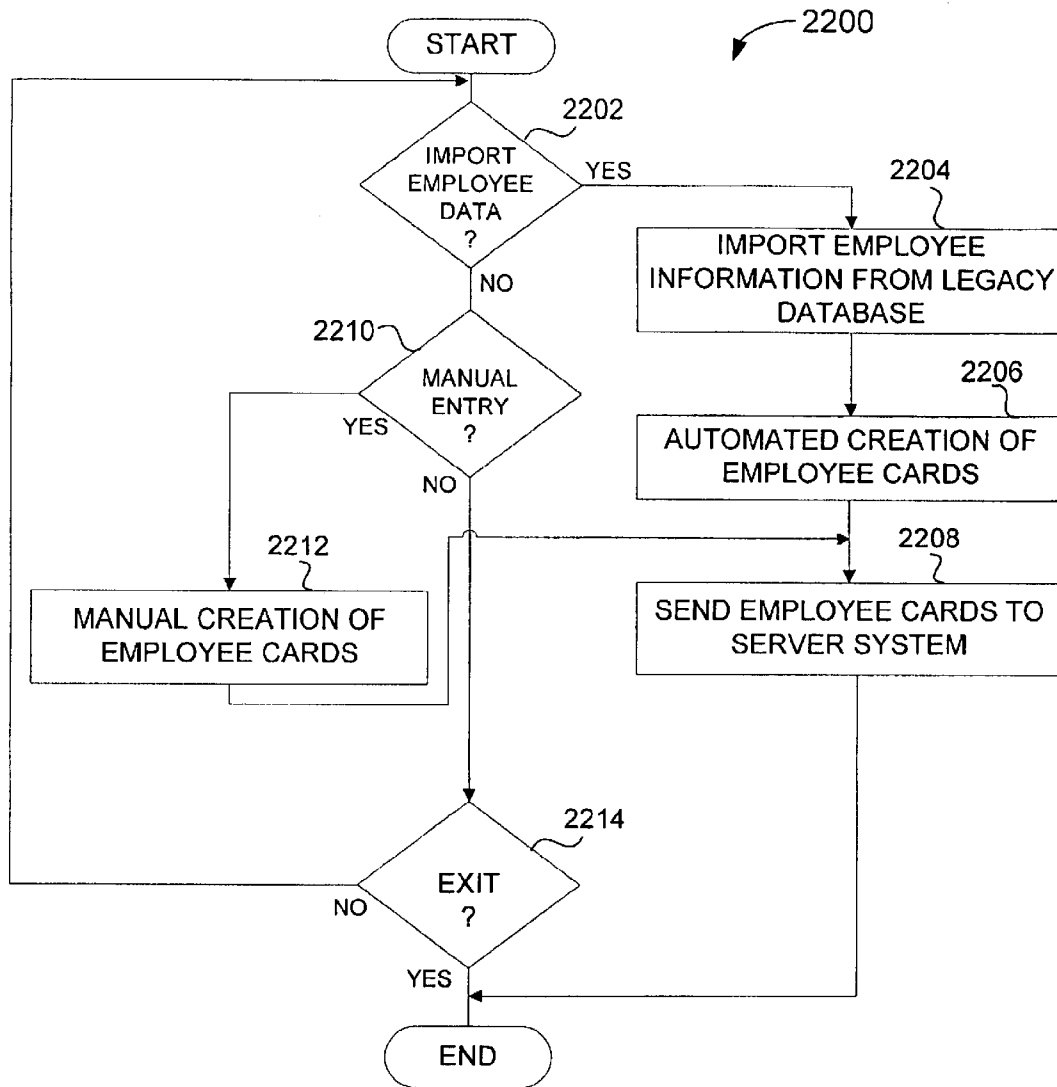 START
2200
2202
IMPORT
EMPLOYEE
DATA
?
YES
NO
2204
IMPORT EMPLOYEE
INFORMATION FROM LEGACY
DATABASE
2210
MANUAL
ENTRY
?
YES
NO
2206
AUTOMATED CREATION OF
EMPLOYEE CARDS
2212
MANUAL CREATION OF
EMPLOYEE CARDS
2208
SEND EMPLOYEE CARDS TO
SERVER SYSTEM
2214
EXIT
?
NO
YES
END